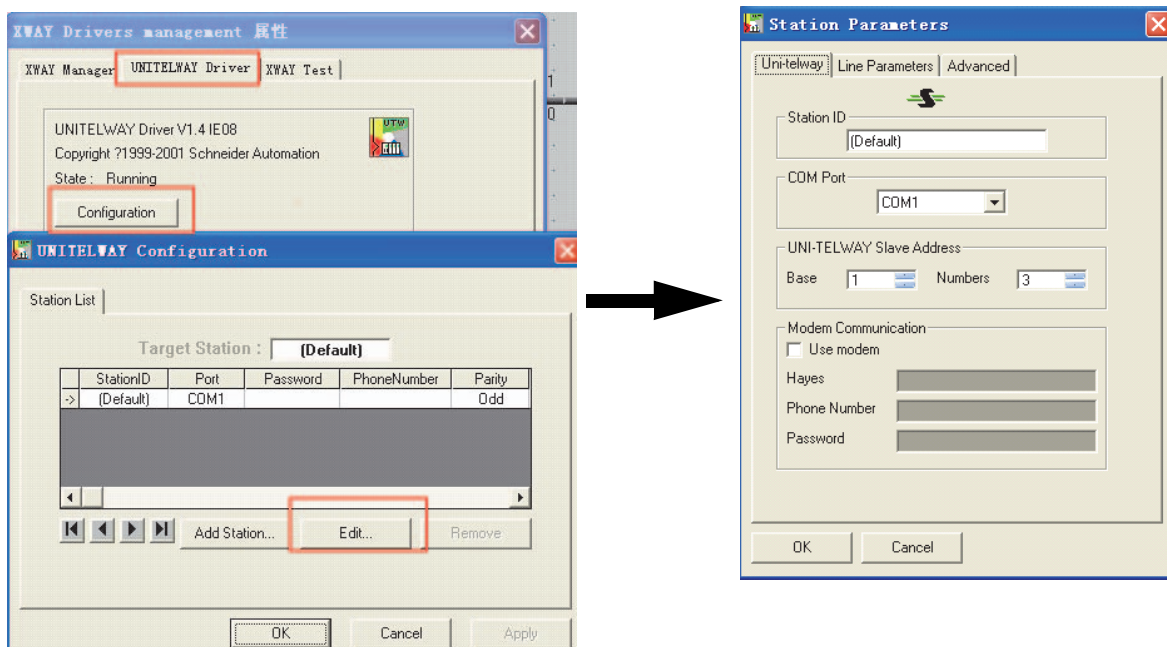 XWAY Drivers management 属性
XWAY Manager UNITELWAY Driver XWAY Test
UNITELWAY Driver V1.4 IE08
UTW
Copyright ?1999-2001 Schneider Automation
State : Running
Configuration
1
0
UNITELWAY Configuration
Station List
Target Station : (Default)
StationID Port Password PhoneNumber Parity
-> (Default) COM1 Odd
Add Station... Edit... Remove
OK Cancel Apply
Station Parameters
Uni-telway Line Parameters Advanced
Station ID
(Default)
COM Port
COM1
UNI-TELWAY Slave Address
Base 1 Numbers 3
Modem Communication
Use modem
Hayes
Phone Number
Password
OK Cancel